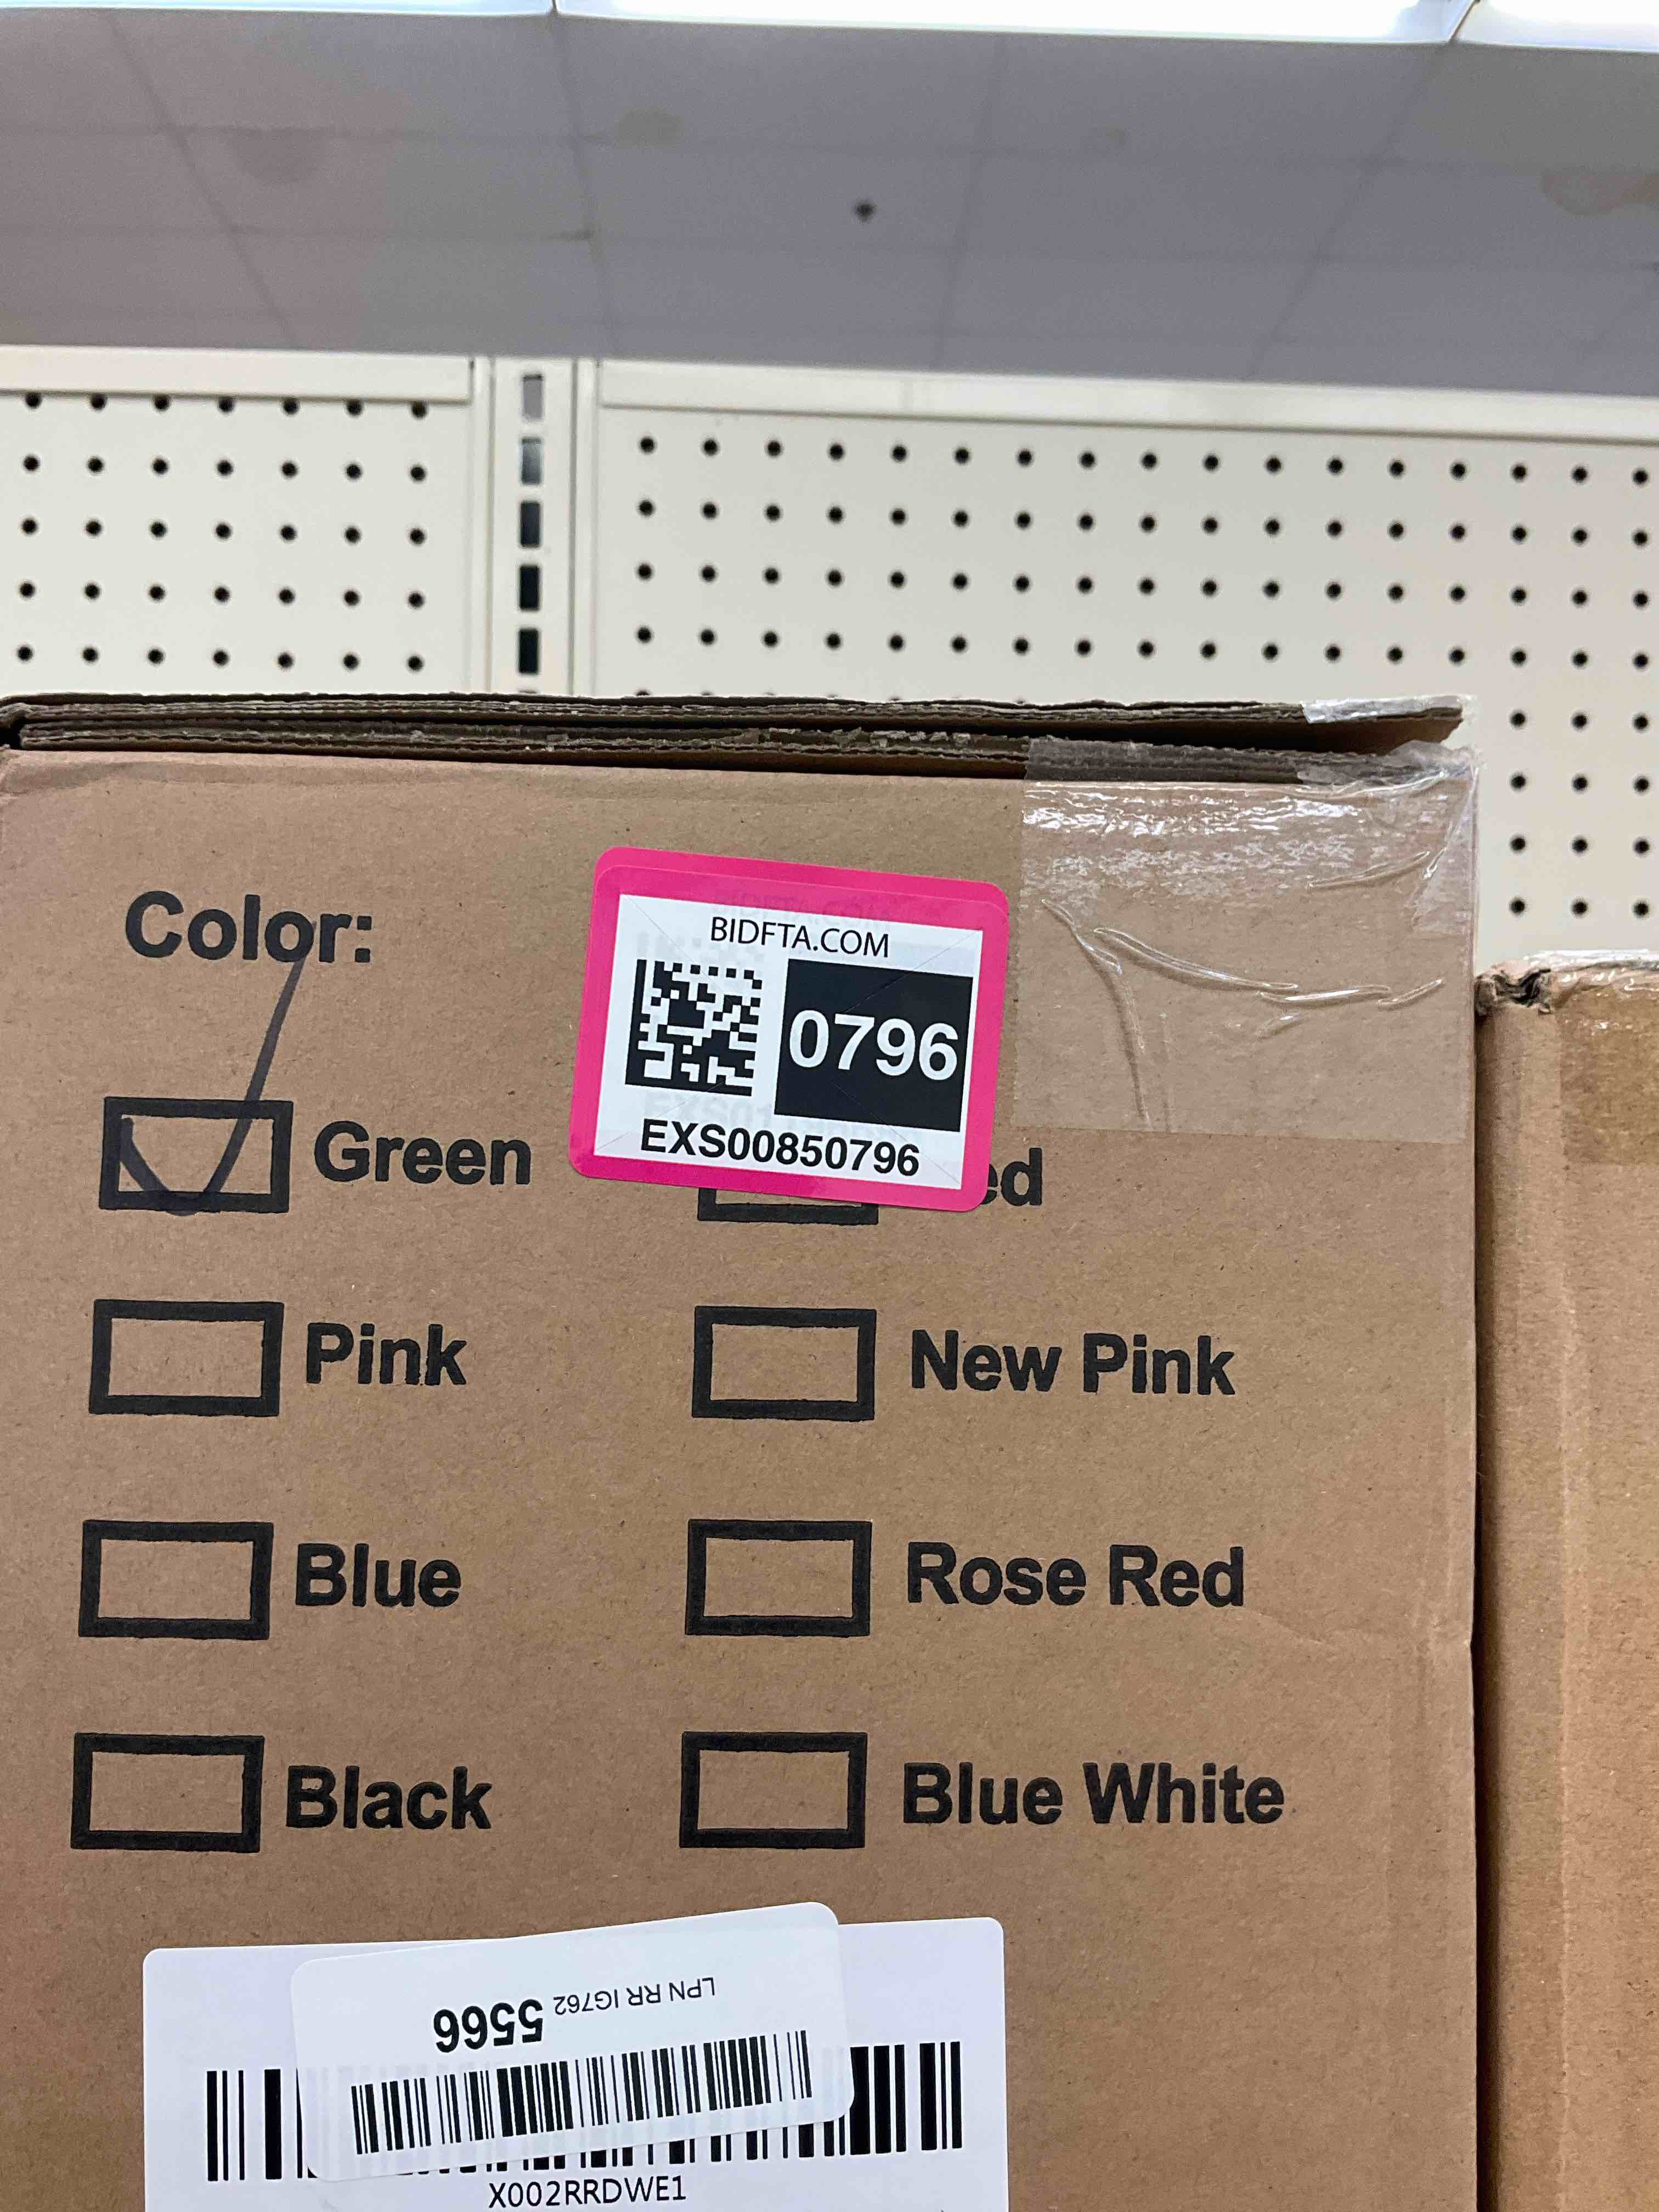 Color:
BIDFTA.COM
0796
EXS00850796
Green
Pink
New Pink
Blue
Rose Red
Black
Blue White
LPN RR IG762 5566
X002RRDWE1